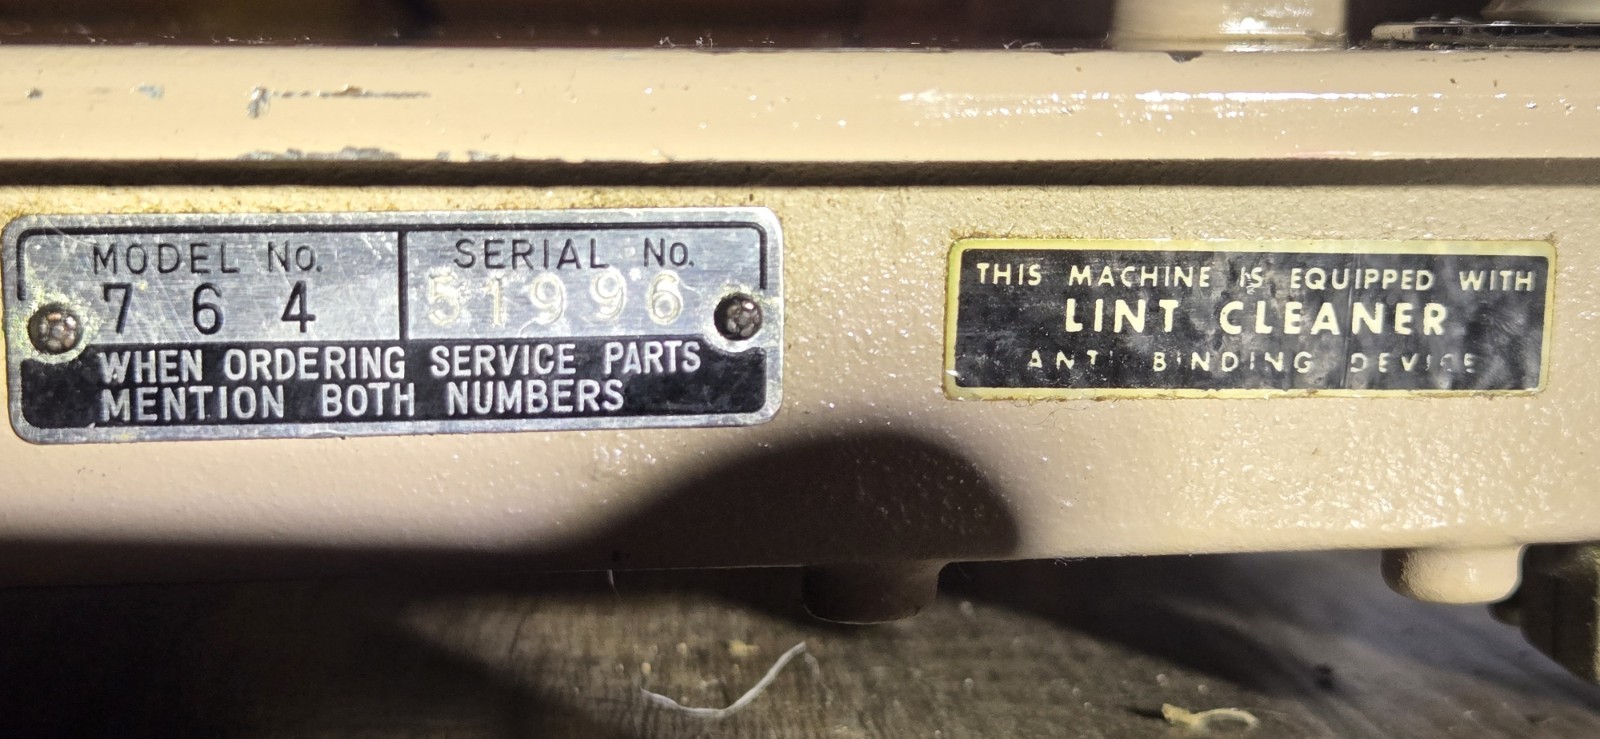 MODEL No.
7 6 4
SERIAL No.
51996
WHEN ORDERING SERVICE PARTS
MENTION BOTH NUMBERS
THIS MACHINE IS EQUIPPED WITH
LINT CLEANER
ANTI BINDING DEVICE